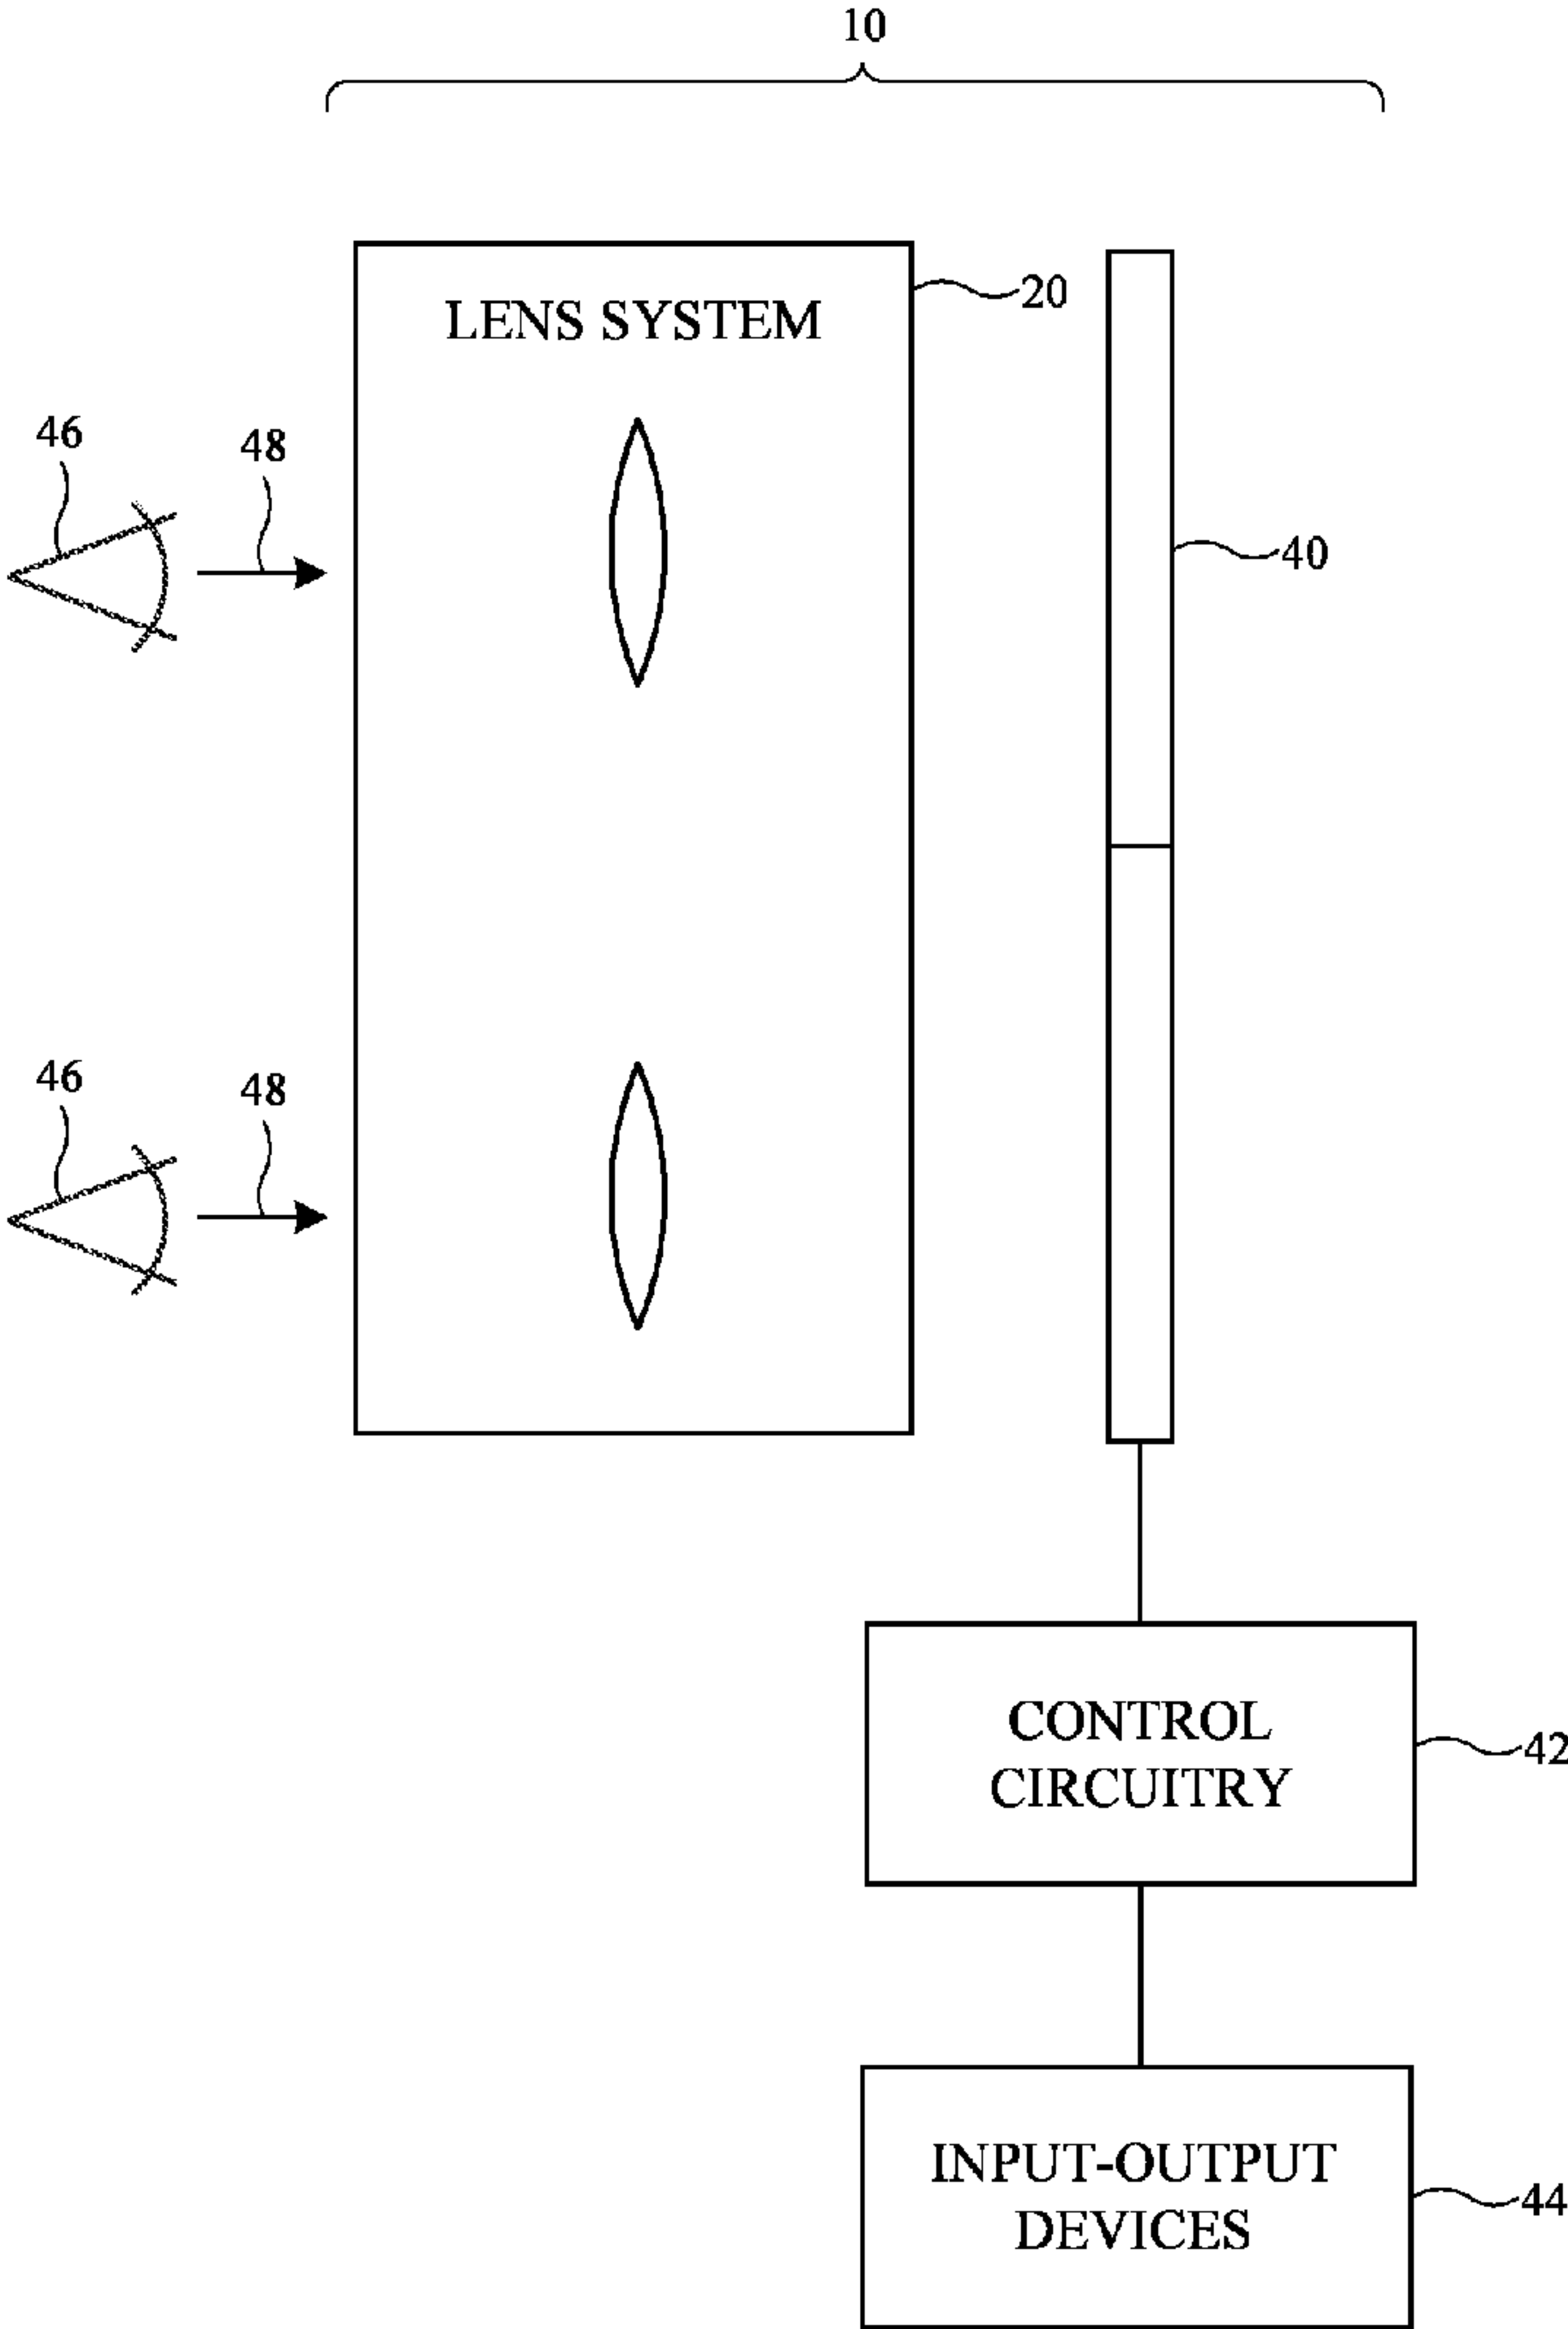 10
LENS SYSTEM
20
46
48
40
46
48
CONTROL
CIRCUITRY
42
INPUT-OUTPUT
DEVICES
44